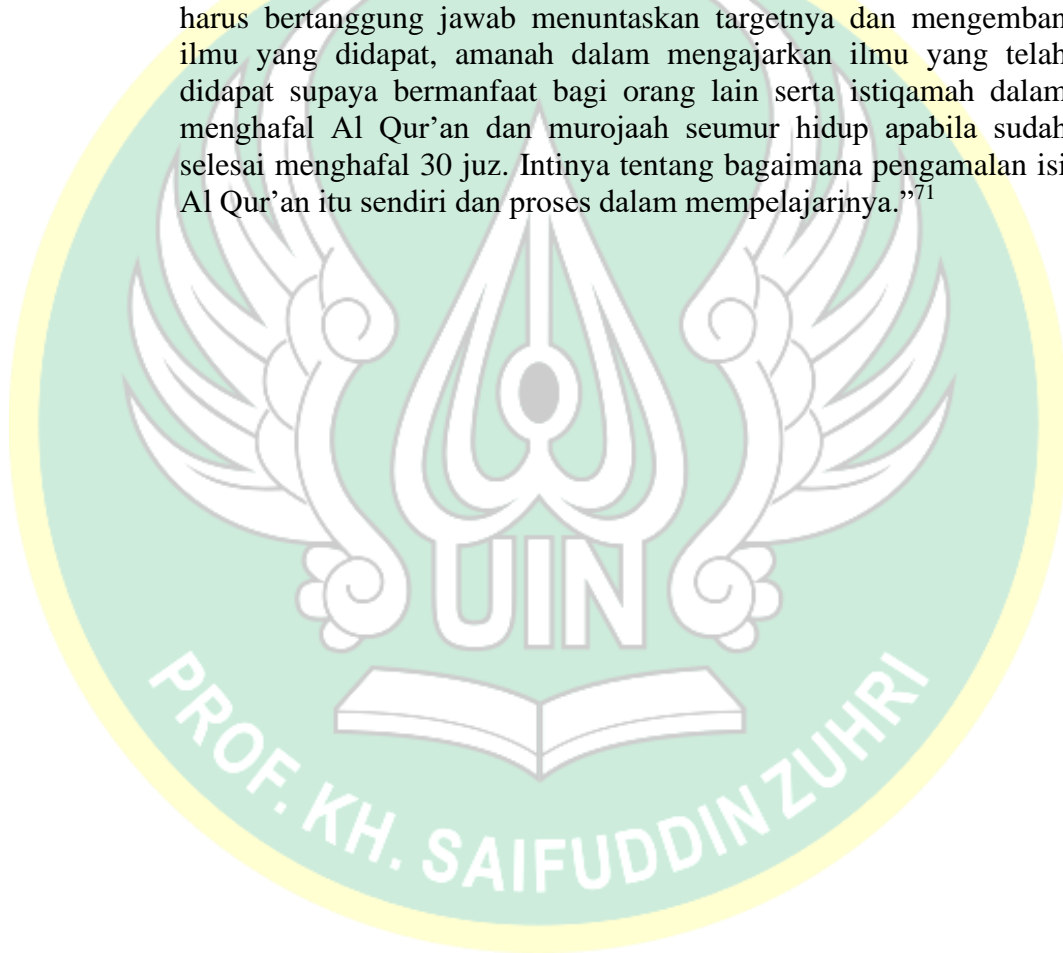 harus bertanggung jawab menuntaskan targetnya dan mengemban
ilmu yang didapat, amanah dalam mengajarkan ilmu yang telah
didapat supaya bermanfaat bagi orang lain serta istiqamah dalam
menghafal Al Qur’an dan murojaah seumur hidup apabila sudah
selesai menghafal 30 juz. Intinya tentang bagaimana pengamalan isi
Al Qur’an itu sendiri dan proses dalam mempelajarinya.”71
UIN
PROF. KH. SAIFUDDIN ZUHRI